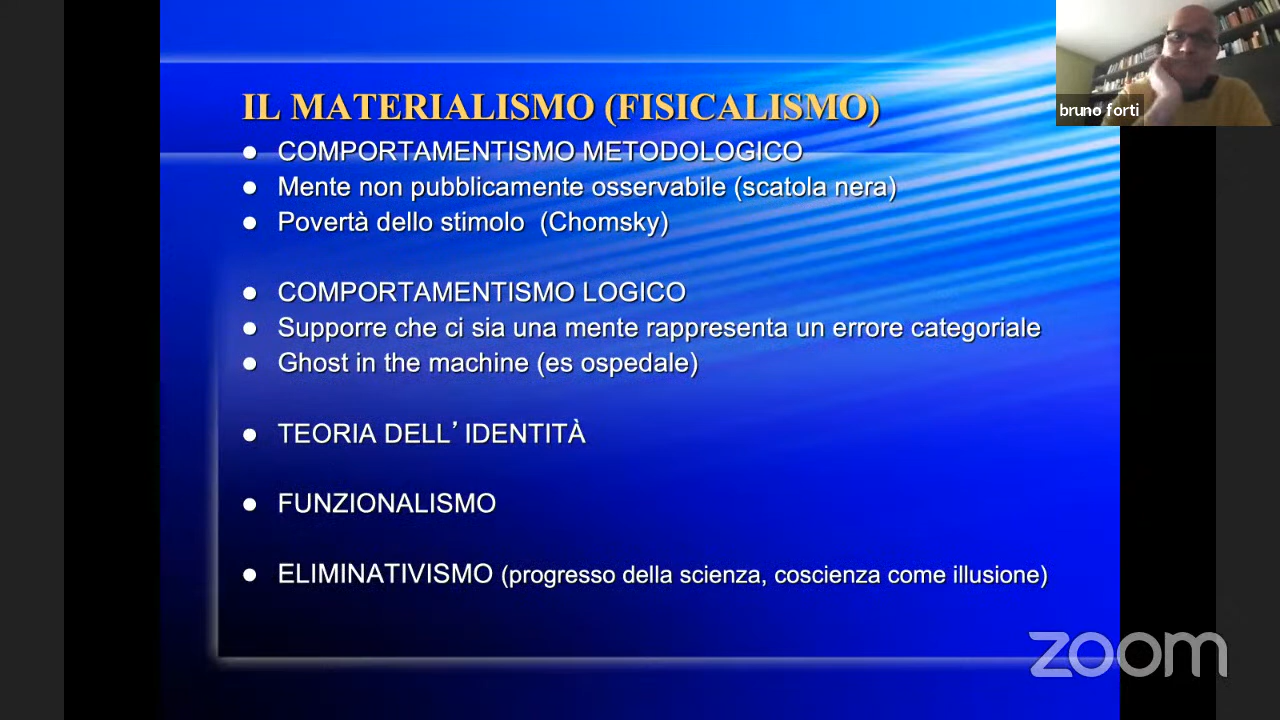 IL MATERIALISMO (FISICALISMO)
● COMPORTAMENTISMO METODOLOGICO
● Mente non pubblicamente osservabile (scatola nera)
● Povertà dello stimolo (Chomsky)
● COMPORTAMENTISMO LOGICO
● Supporre che ci sia una mente rappresenta un errore categoriale
● Ghost in the machine (es ospedale)
● TEORIA DELL’ IDENTITÀ
● FUNZIONALISMO
● ELIMINATIVISMO (progresso della scienza, coscienza come illusione)
bruno forti
zoom